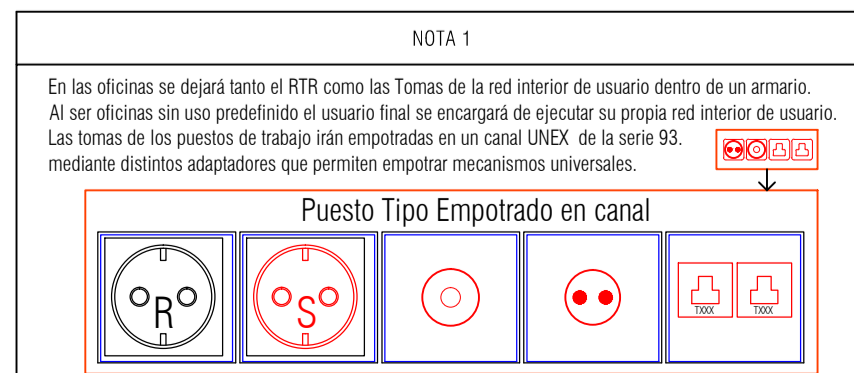 NOTA 1
En las oficinas se dejará tanto el RTR como las Tomas de la red interior de usuario dentro de un armario.
Al ser oficinas sin uso predefinido el usuario final se encargará de ejecutar su propia red interior de usuario.
Las tomas de los puestos de trabajo irán empotradas en un canal UNEX de la serie 93.
mediante distintos adaptadores que permiten empotrar mecanismos universales.
Puesto Tipo Empotrado en canal
R
S
TXXX TXXX